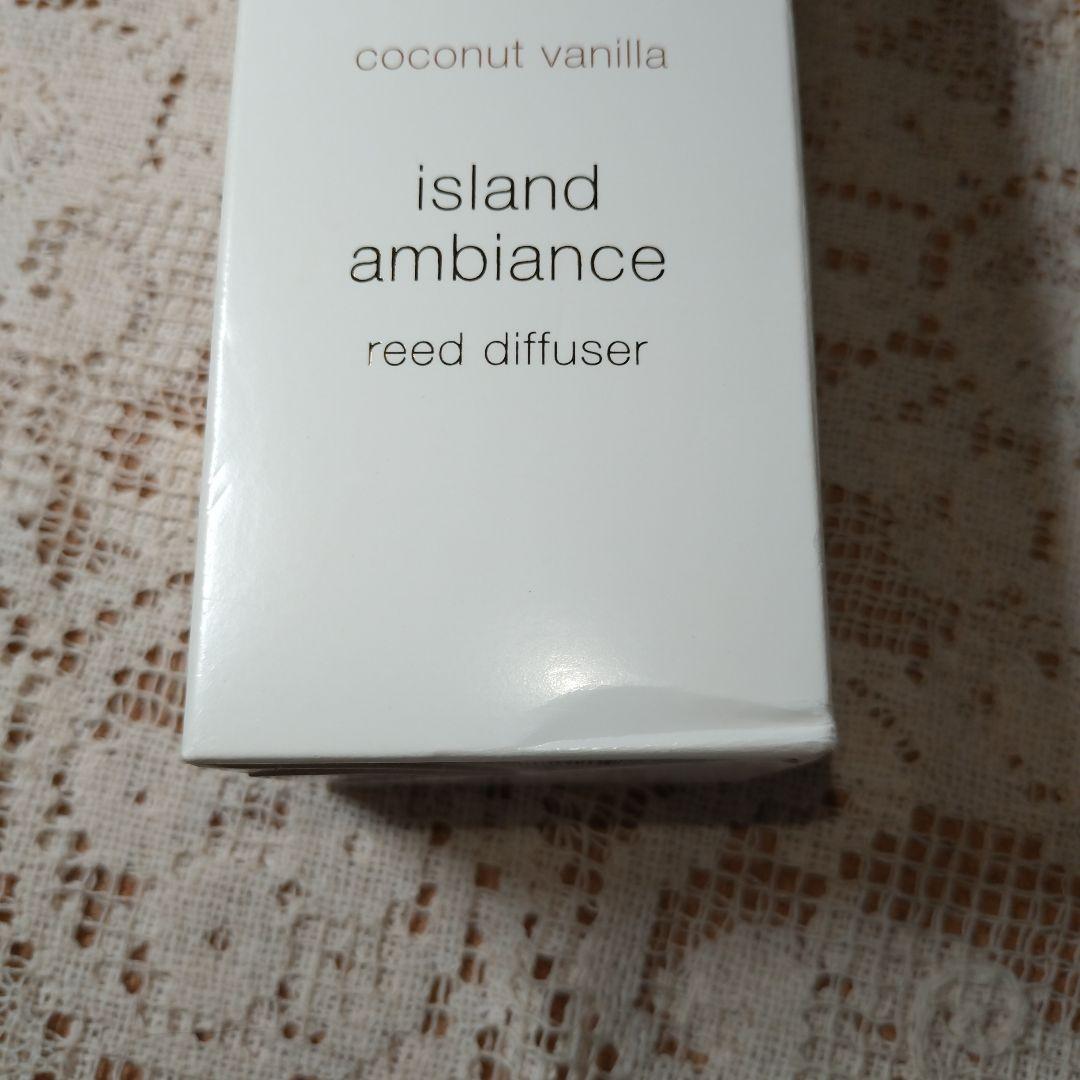 coconut vanilla
island
ambiance
reed diffuser